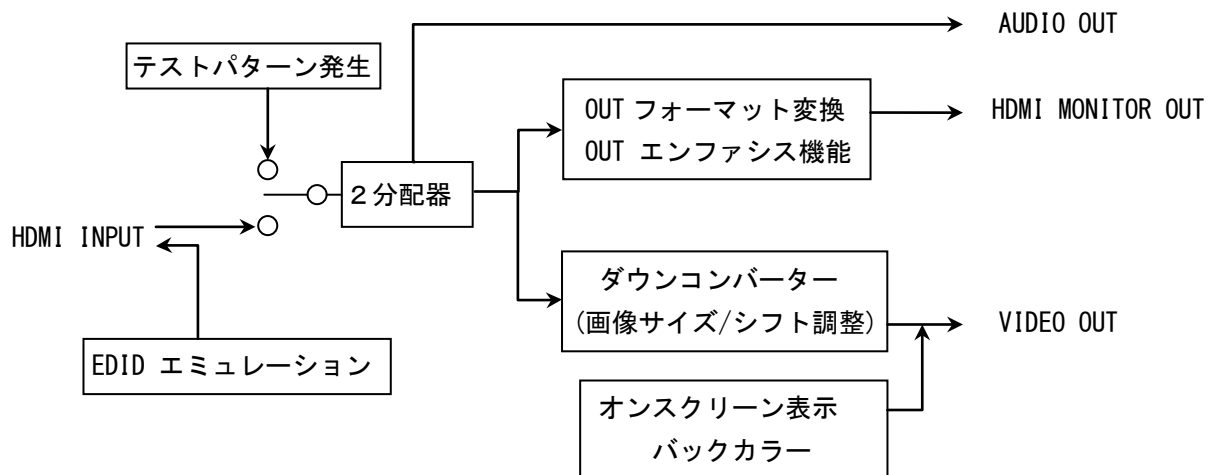 AUDIO OUT
テストパターン発生
OUT フォーマット変換
OUT エンファシス機能
HDMI MONITOR OUT
２分配器
HDMI INPUT
ダウンコンバーター
(画像サイズ/シフト調整)
VIDEO OUT
EDID エミュレーション
オンスクリーン表示
バックカラー